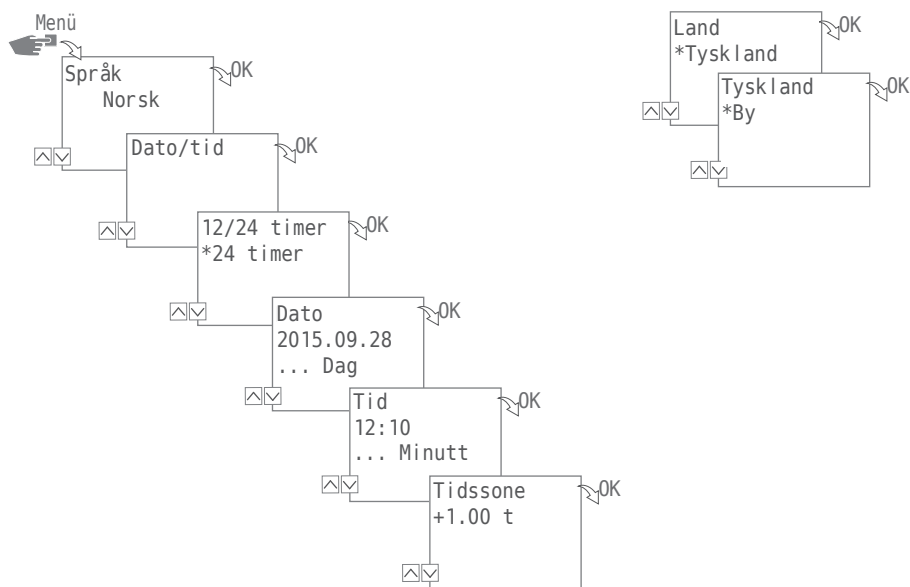 Menü
Språk
Norsk
OK
Dato/tid
OK
12/24 timer
*24 timer
OK
Dato
2015.09.28
... Dag
OK
Tid
12:10
... Minutt
OK
Tidssone
+1.00 t
OK
Land
*Tyskland
OK
Tyskland
*By
OK